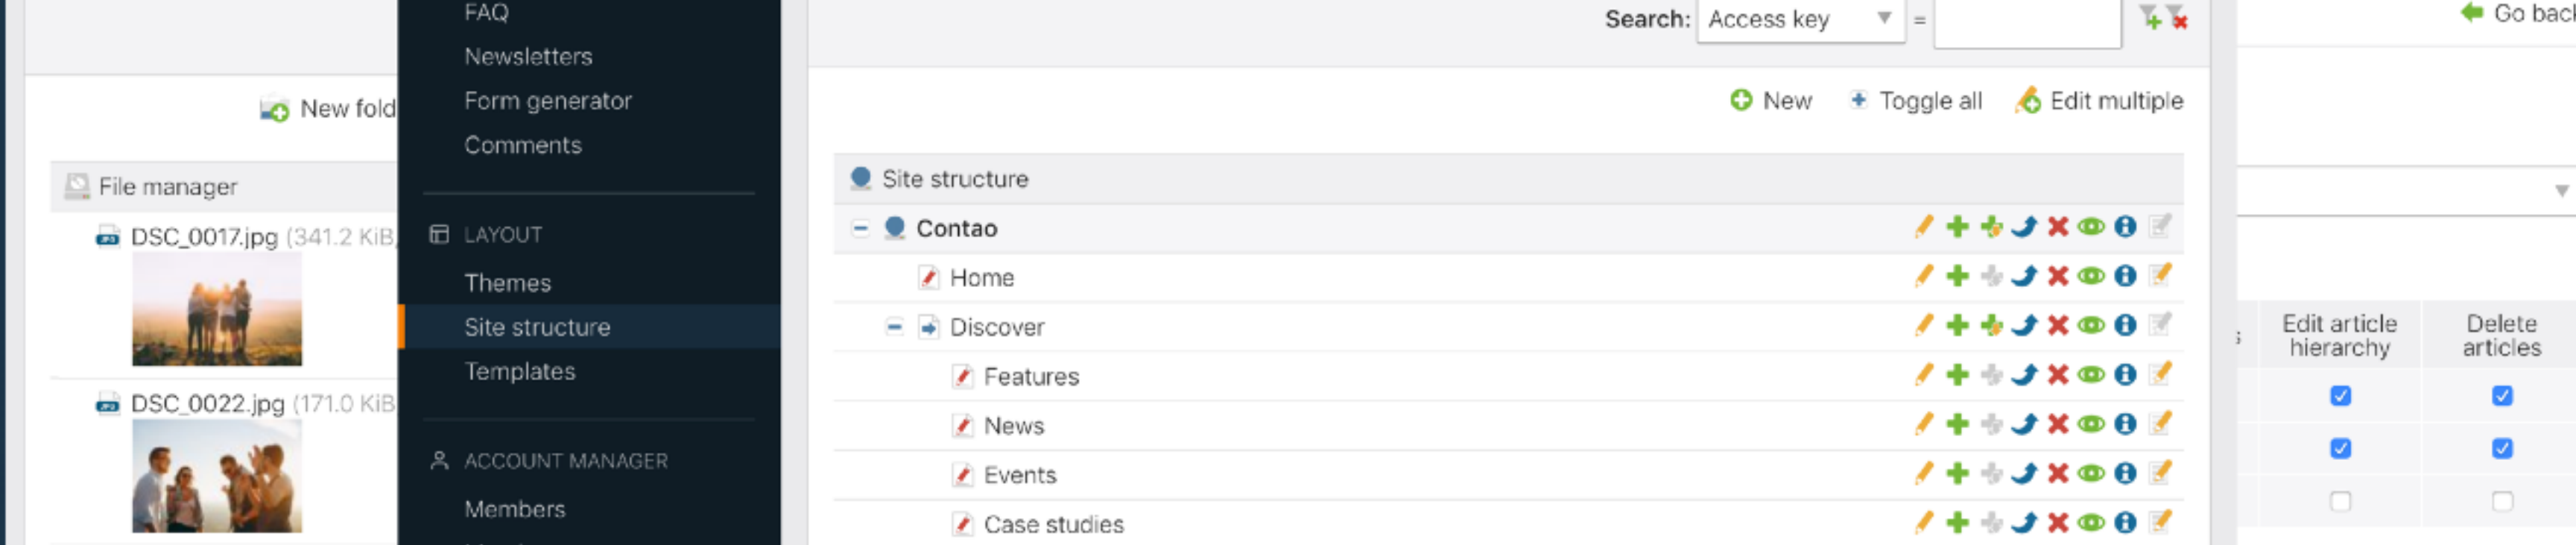 New fold
File manager
DSC_0017.jpg (341.2 KiB,
DSC_0022.jpg (171.0 KiB
FAQ
Newsletters
Form generator
Comments
LAYOUT
Themes
Site structure
Templates
ACCOUNT MANAGER
Members
Search: Access key =
New Toggle all Edit multiple
Site structure
Contao
Home
Discover
Features
News
Events
Case studies
Go back
Edit article
hierarchy
Delete
articles